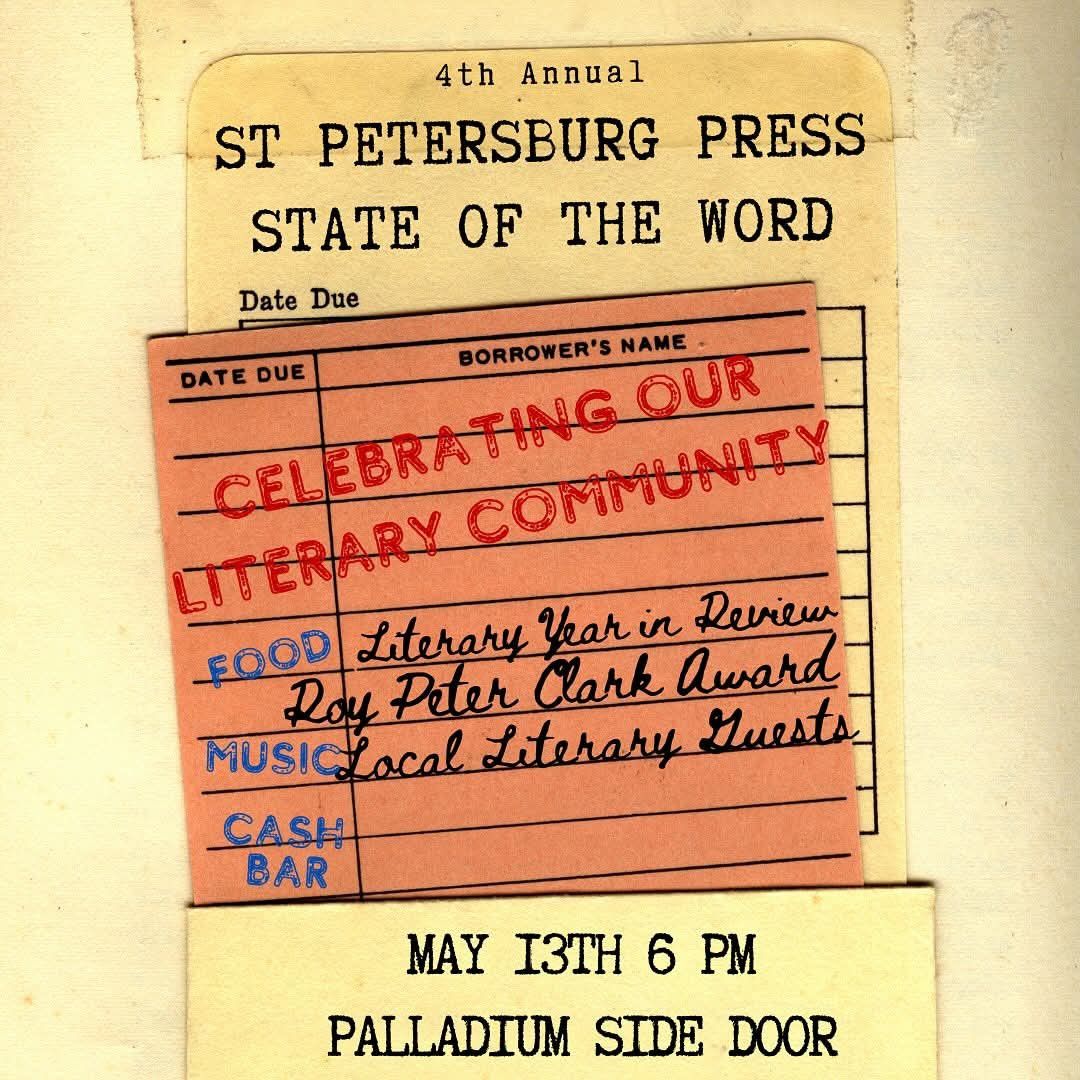 4th Annual
ST PETERSBURG PRESS
STATE OF THE WORD
Date Due
DATE DUE
BORROWER'S NAME
CELEBRATING OUR
LITERARY COMMUNITY
FOOD
Literary Year in Review
Roy Peter Clark Award
MUSIC
Local Literary Guests
CASH
BAR
MAY 13TH 6 PM
PALLADIUM SIDE DOOR